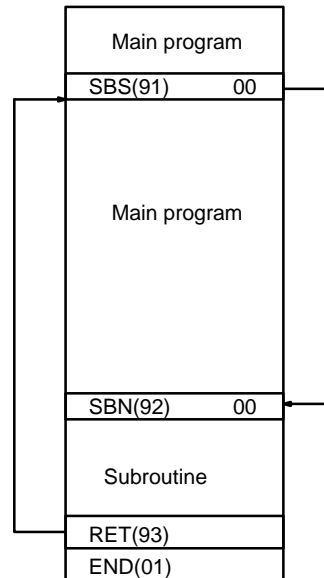 Main program
SBS(91) 00
Main program
SBN(92) 00
Subroutine
RET(93)
END(01)